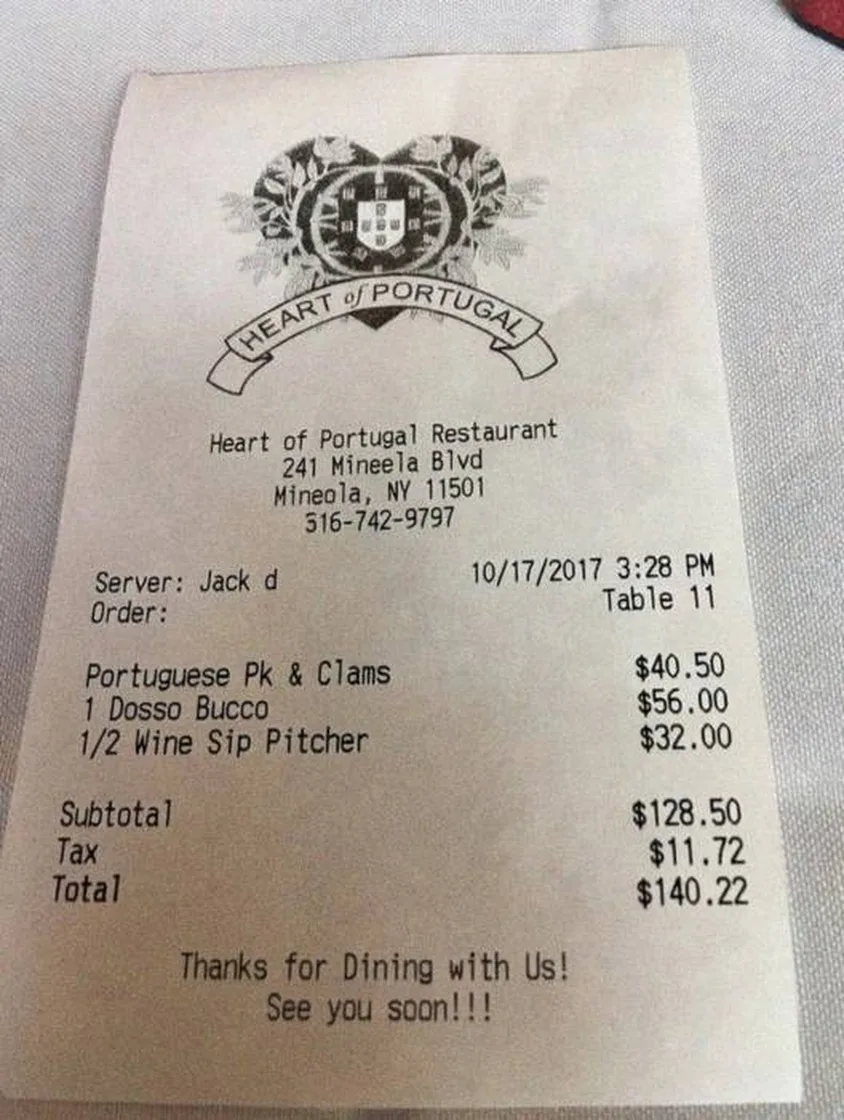 HEART of PORTUGAL
Heart of Portugal Restaurant
241 Mineela Blvd
Mineola, NY 11501
516-742-9797
Server: Jack d 10/17/2017 3:28 PM
Order: Table 11
Portuguese Pk & Clams $40.50
1 Dosso Bucco $56.00
1/2 Wine Sip Pitcher $32.00
Subtotal $128.50
Tax $11.72
Total $140.22
Thanks for Dining with Us!
See you soon!!!